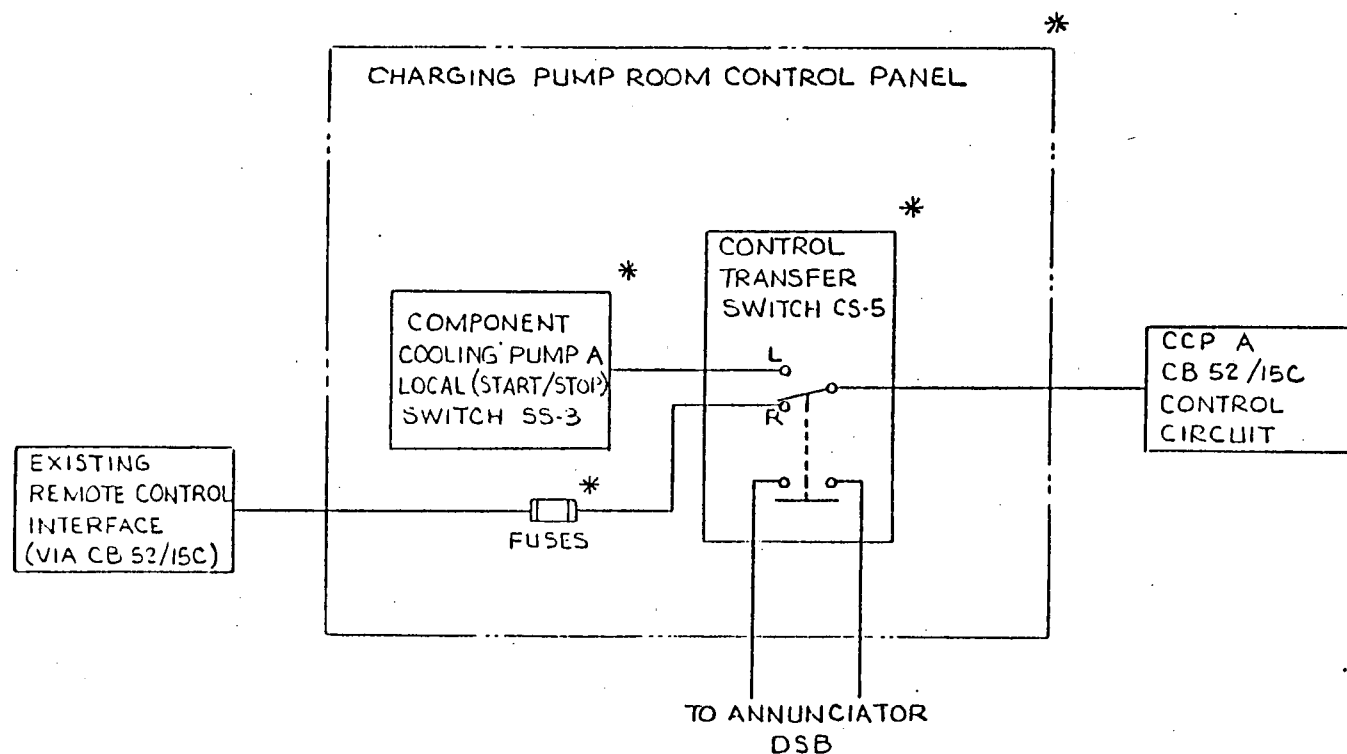 *
CHARGING PUMP ROOM CONTROL PANEL
*
CONTROL
TRANSFER
SWITCH CS-5
*
COMPONENT
COOLING PUMP A
LOCAL (START/STOP)
SWITCH SS-3
L
R
CCP A
CB 52/15C
CONTROL
CIRCUIT
EXISTING
REMOTE CONTROL
INTERFACE
(VIA CB 52/15C)
*
FUSES
TO ANNUNCIATOR
DSB